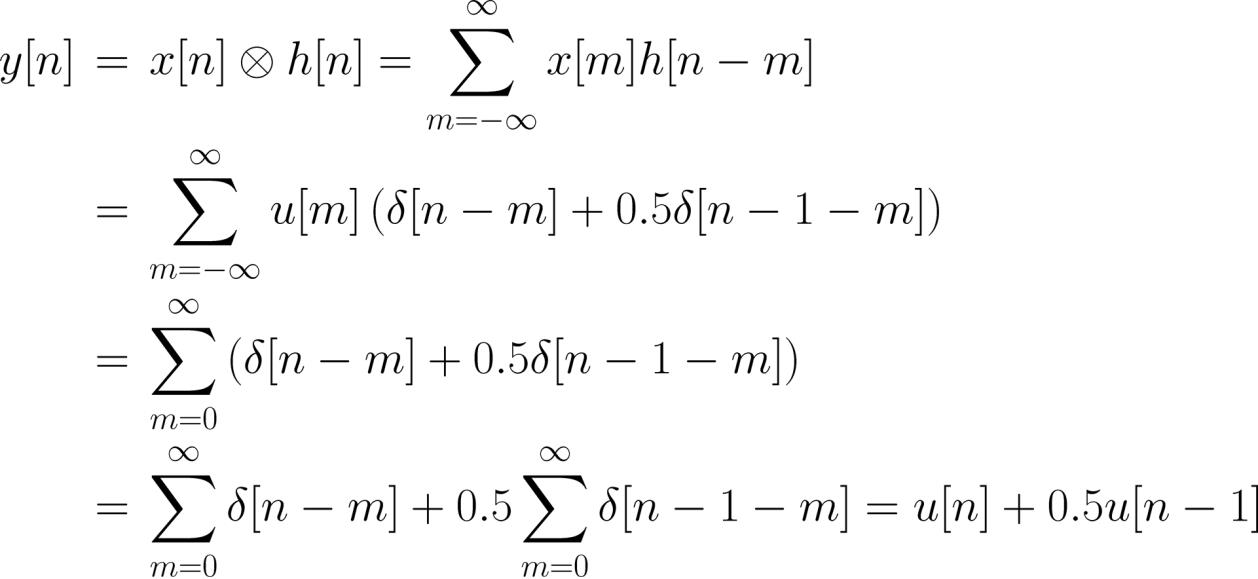 y[n] = x[n] ⊗ h[n] = ∑_{m=−∞}^{∞} x[m]h[n − m]
= ∑_{m=−∞}^{∞} u[m] (δ[n − m] + 0.5δ[n − 1 − m])
= ∑_{m=0}^{∞} (δ[n − m] + 0.5δ[n − 1 − m])
= ∑_{m=0}^{∞} δ[n − m] + 0.5 ∑_{m=0}^{∞} δ[n − 1 − m] = u[n] + 0.5u[n − 1]